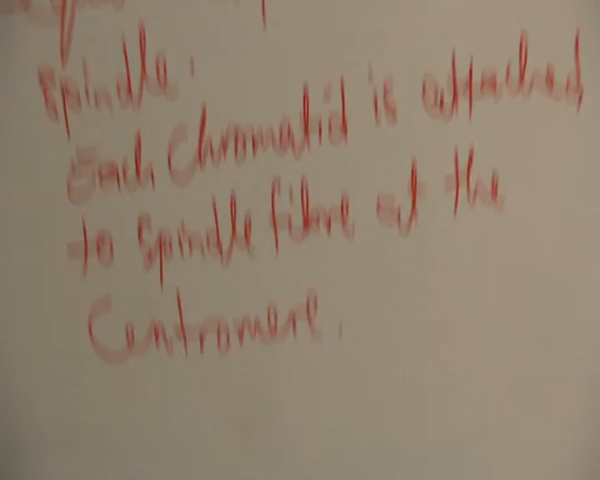 spindle.
Each Chromatid is attached
to spindle fibre at the
Centromere.